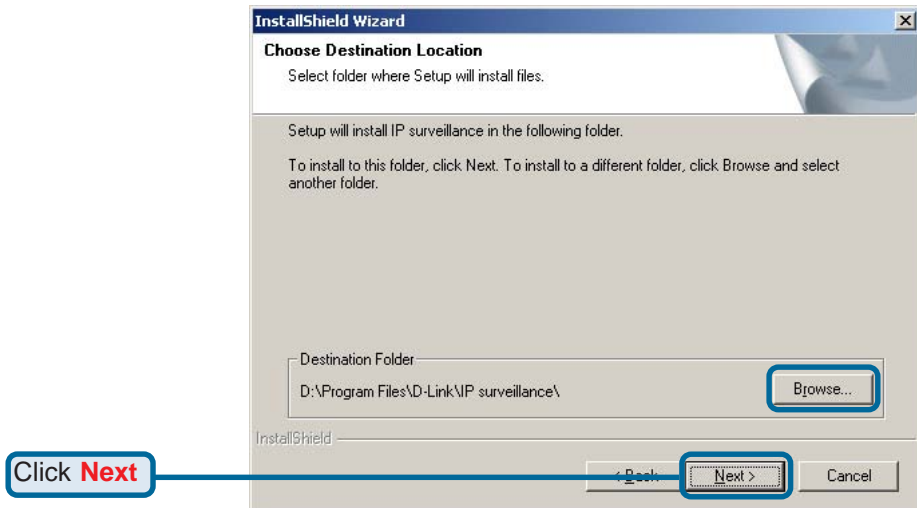 InstallShield Wizard
Choose Destination Location
Select folder where Setup will install files.
Setup will install IP surveillance in the following folder.
To install to this folder, click Next. To install to a different folder, click Browse and select
another folder.
Destination Folder
D:\Program Files\D-Link\IP surveillance\
Browse...
InstallShield
Click Next
< Back
Next >
Cancel